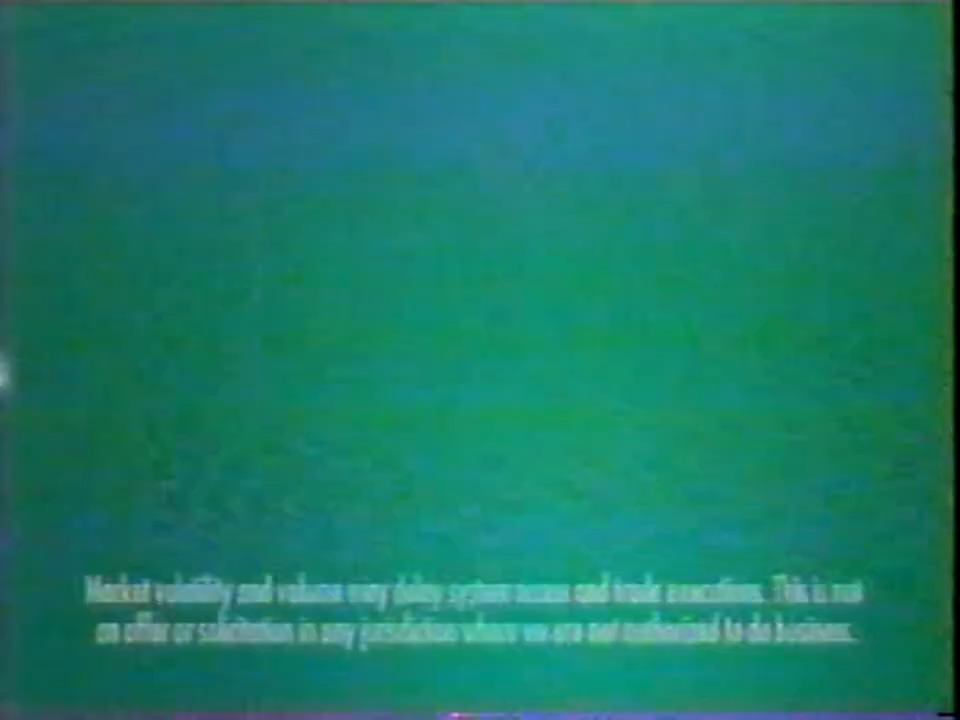 Market volatility and volume may delay system access and trade executions. This is not
an offer or solicitation in any jurisdiction where we are not authorized to do business.